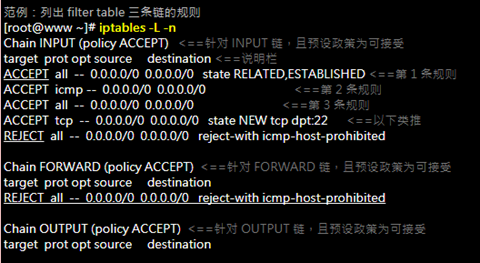 范例：列出 filter table 三条链的规则
[root@www ~]# iptables -L -n
Chain INPUT (policy ACCEPT) <==针对 INPUT 链，且预设政策为可接受
target prot opt source destination <==说明栏
ACCEPT all -- 0.0.0.0/0 0.0.0.0/0 state RELATED,ESTABLISHED <==第 1 条规则
ACCEPT icmp -- 0.0.0.0/0 0.0.0.0/0 <==第 2 条规则
ACCEPT all -- 0.0.0.0/0 0.0.0.0/0 <==第 3 条规则
ACCEPT tcp -- 0.0.0.0/0 0.0.0.0/0 state NEW tcp dpt:22 <==以下类推
REJECT all -- 0.0.0.0/0 0.0.0.0/0 reject-with icmp-host-prohibited
Chain FORWARD (policy ACCEPT) <==针对 FORWARD 链，且预设政策为可接受
target prot opt source destination
REJECT all -- 0.0.0.0/0 0.0.0.0/0 reject-with icmp-host-prohibited
Chain OUTPUT (policy ACCEPT) <==针对 OUTPUT 链，且预设政策为可接受
target prot opt source destination